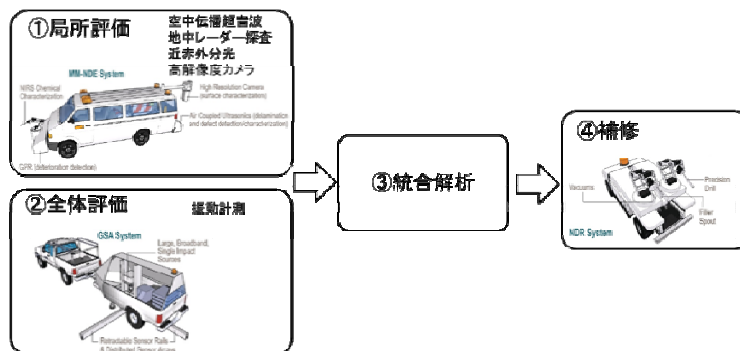 ①局所評価
空中伝播超音波
地中レーダー探査
近赤外分光
高解像度カメラ
MM-NDE System
NIRS Chemical
Characterization
High Resolution Camera
(surface characterization)
Air Coupled Ultrasonics (delamination
and defect detection/characterization)
GPR (deterioration detection)
②全体評価
振動計測
GSA System
Large, Broadband,
Single Impact
Sources
Retractable Sensor Rails
& Distributed Sensor Arrays
③統合解析
④補修
Vacuums
Precision
Drill
Filler
Spout
NDR System